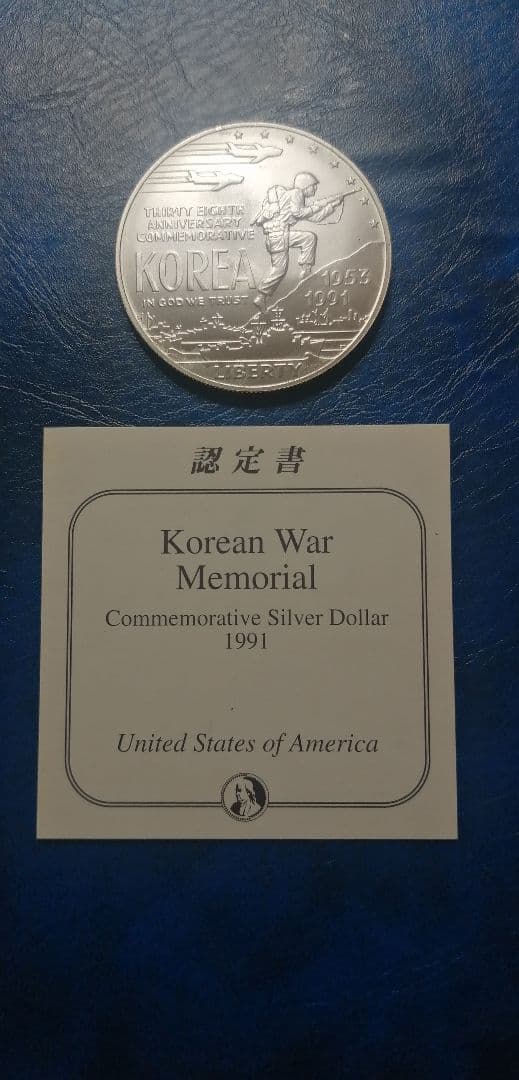 THIRTY EIGHTH
ANNIVERSARY
COMMEMORATIVE
KOREA
IN GOD WE TRUST
1953
1991
LIBERTY
認定書
Korean War
Memorial
Commemorative Silver Dollar
1991
United States of America